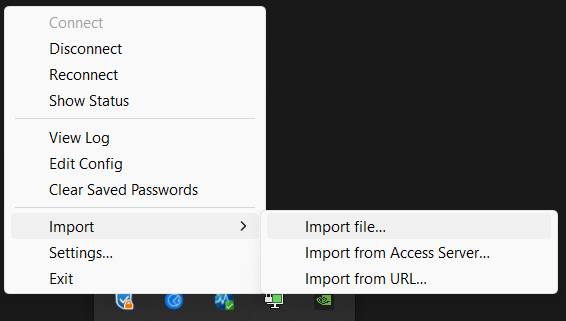 Connect
Disconnect
Reconnect
Show Status
View Log
Edit Config
Clear Saved Passwords
Import
Import file...
Settings...
Import from Access Server...
Exit
Import from URL...